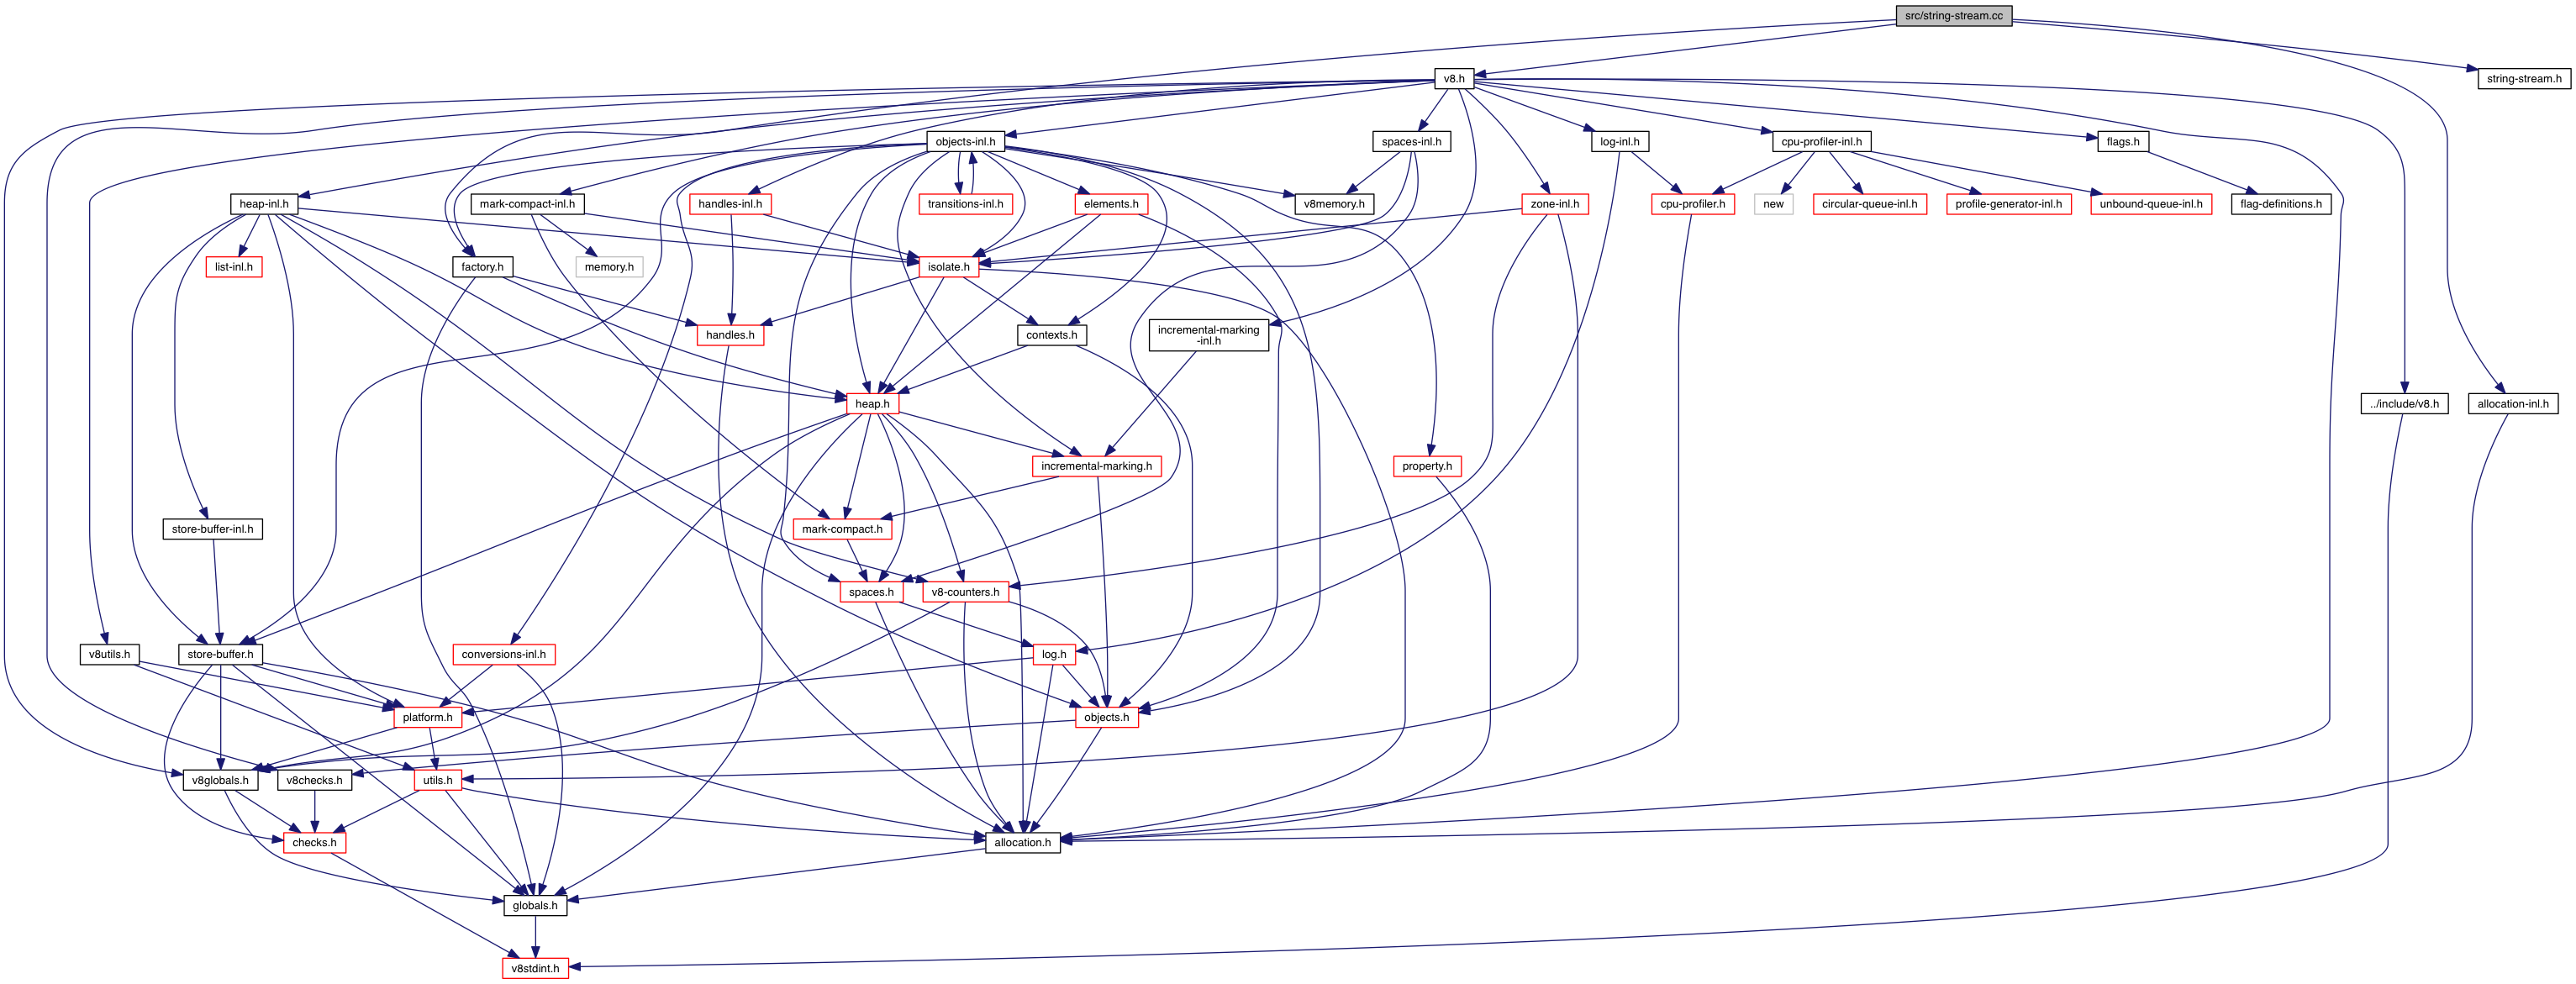 src/string-stream.cc
v8.h
string-stream.h
objects-inl.h
spaces-inl.h
log-inl.h
cpu-profiler-inl.h
flags.h
heap-inl.h
mark-compact-inl.h
handles-inl.h
transitions-inl.h
elements.h
v8memory.h
zone-inl.h
cpu-profiler.h
new
circular-queue-inl.h
profile-generator-inl.h
unbound-queue-inl.h
flag-definitions.h
list-inl.h
factory.h
memory.h
isolate.h
handles.h
contexts.h
incremental-marking
-inl.h
heap.h
../include/v8.h
allocation-inl.h
incremental-marking.h
property.h
store-buffer-inl.h
mark-compact.h
spaces.h
v8-counters.h
v8utils.h
store-buffer.h
conversions-inl.h
log.h
platform.h
objects.h
v8globals.h
v8checks.h
utils.h
checks.h
allocation.h
globals.h
v8stdint.h